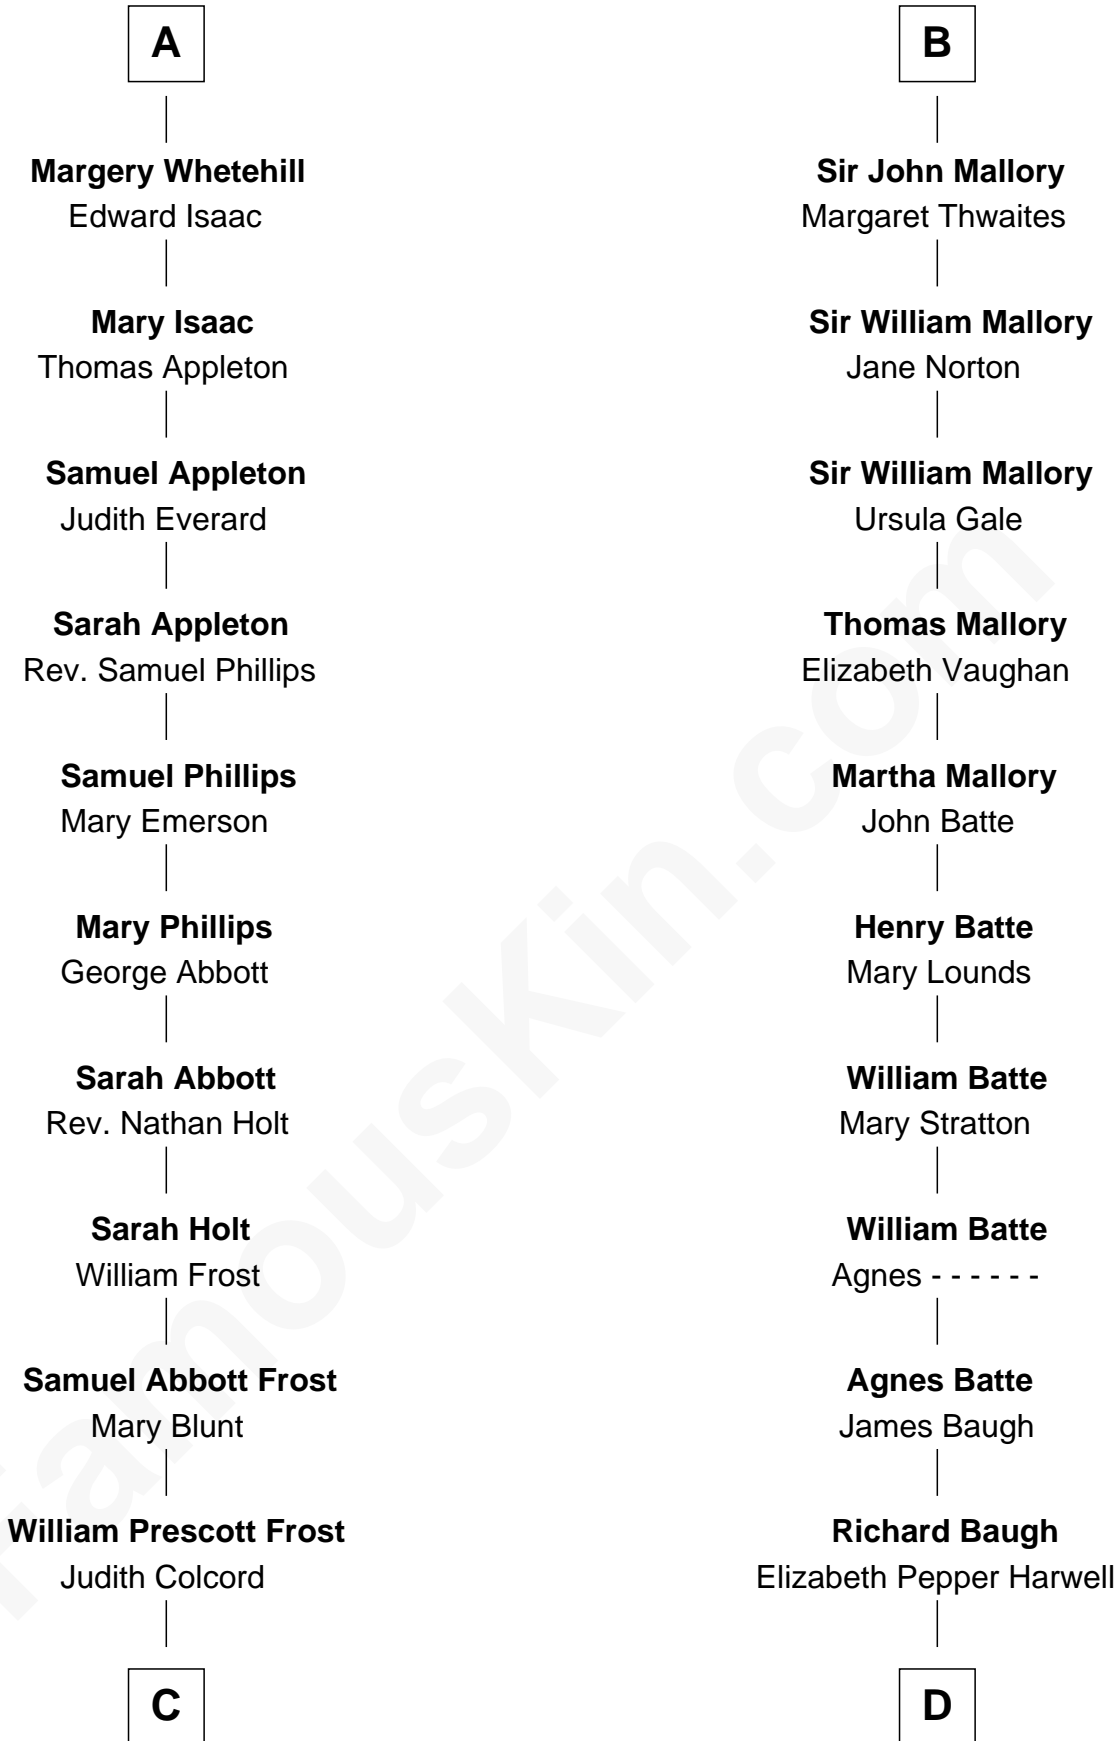 A
Margery Whetehill
Edward Isaac
Mary Isaac
Thomas Appleton
Samuel Appleton
Judith Everard
Sarah Appleton
Rev. Samuel Phillips
Samuel Phillips
Mary Emerson
Mary Phillips
George Abbott
Sarah Abbott
Rev. Nathan Holt
Sarah Holt
William Frost
Samuel Abbott Frost
Mary Blunt
William Prescott Frost
Judith Colcord
C
B
Sir John Mallory
Margaret Thwaites
Sir William Mallory
Jane Norton
Sir William Mallory
Ursula Gale
Thomas Mallory
Elizabeth Vaughan
Martha Mallory
John Batte
Henry Batte
Mary Lounds
William Batte
Mary Stratton
William Batte
Agnes - - - - - -
Agnes Batte
James Baugh
Richard Baugh
Elizabeth Pepper Harwell
D
FamousKin.com